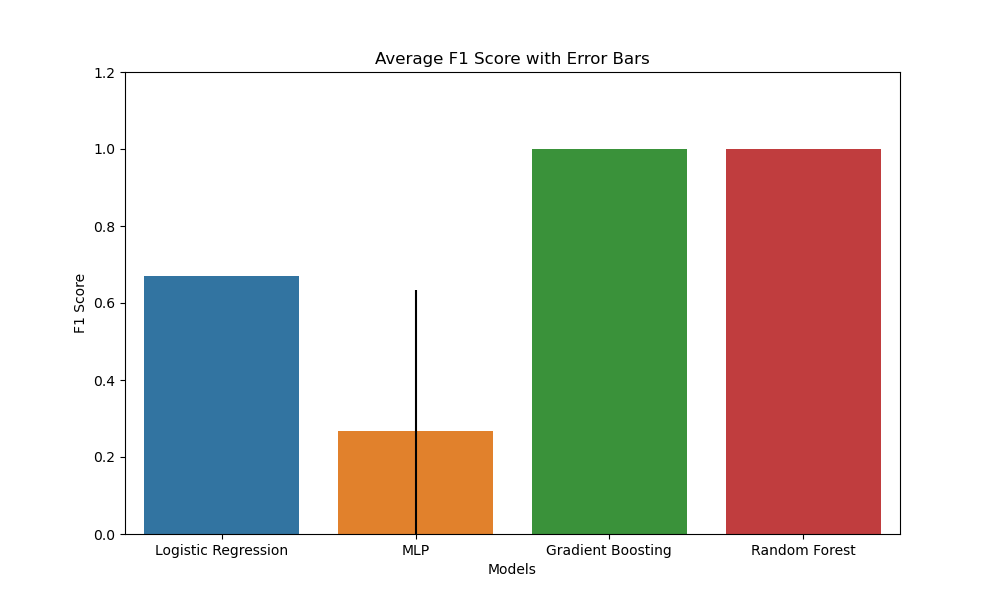 Average F1 Score with Error Bars
F1 Score
1.2
1.0
0.8
0.6
0.4
0.2
0.0
Logistic Regression
MLP
Gradient Boosting
Random Forest
Models